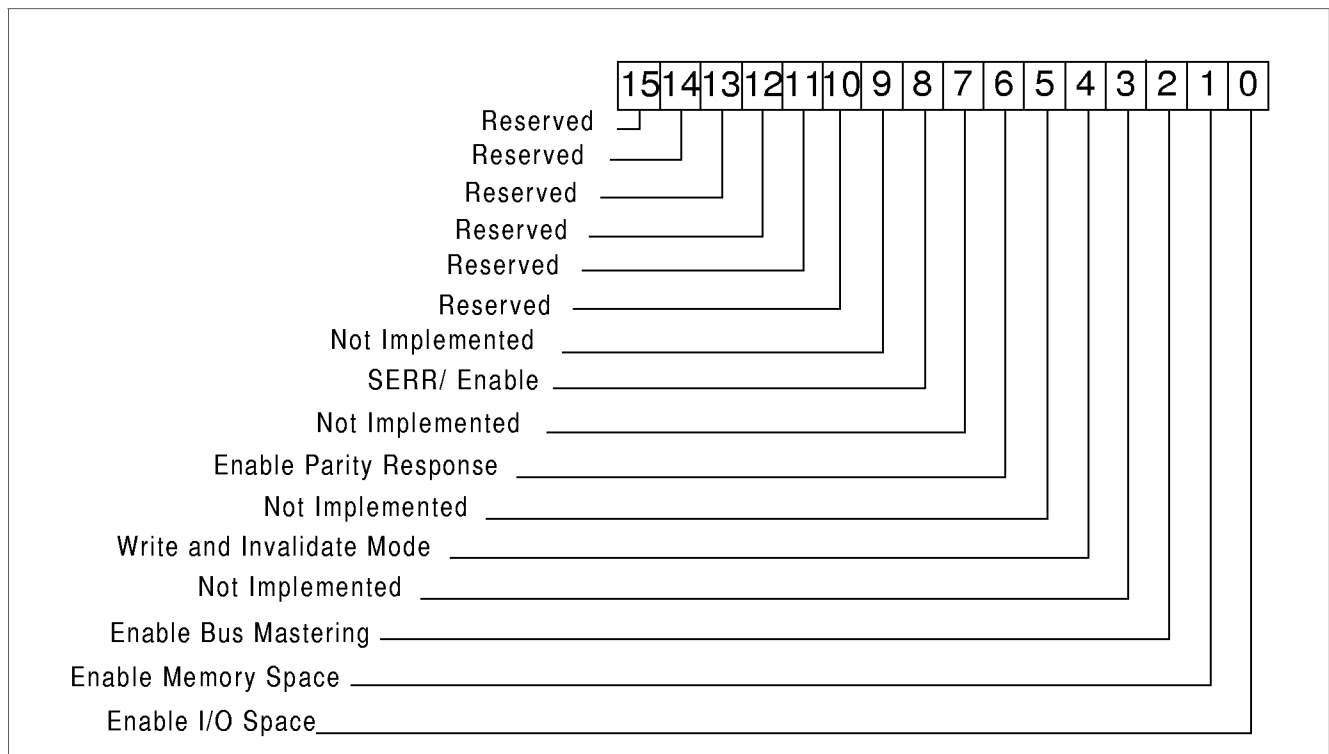 15 14 13 12 11 10 9 8 7 6 5 4 3 2 1 0
Reserved
Reserved
Reserved
Reserved
Reserved
Reserved
Not Implemented
SERR/ Enable
Not Implemented
Enable Parity Response
Not Implemented
Write and Invalidate Mode
Not Implemented
Enable Bus Mastering
Enable Memory Space
Enable I/O Space